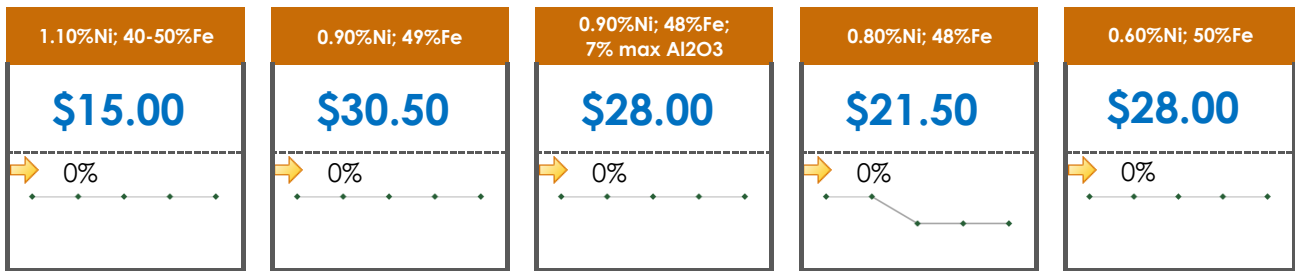 1.10%Ni; 40-50%Fe
$15.00
0%
0.90%Ni; 49%Fe
$30.50
0%
0.90%Ni; 48%Fe;
7% max Al2O3
$28.00
0%
0.80%Ni; 48%Fe
$21.50
0%
0.60%Ni; 50%Fe
$28.00
0%